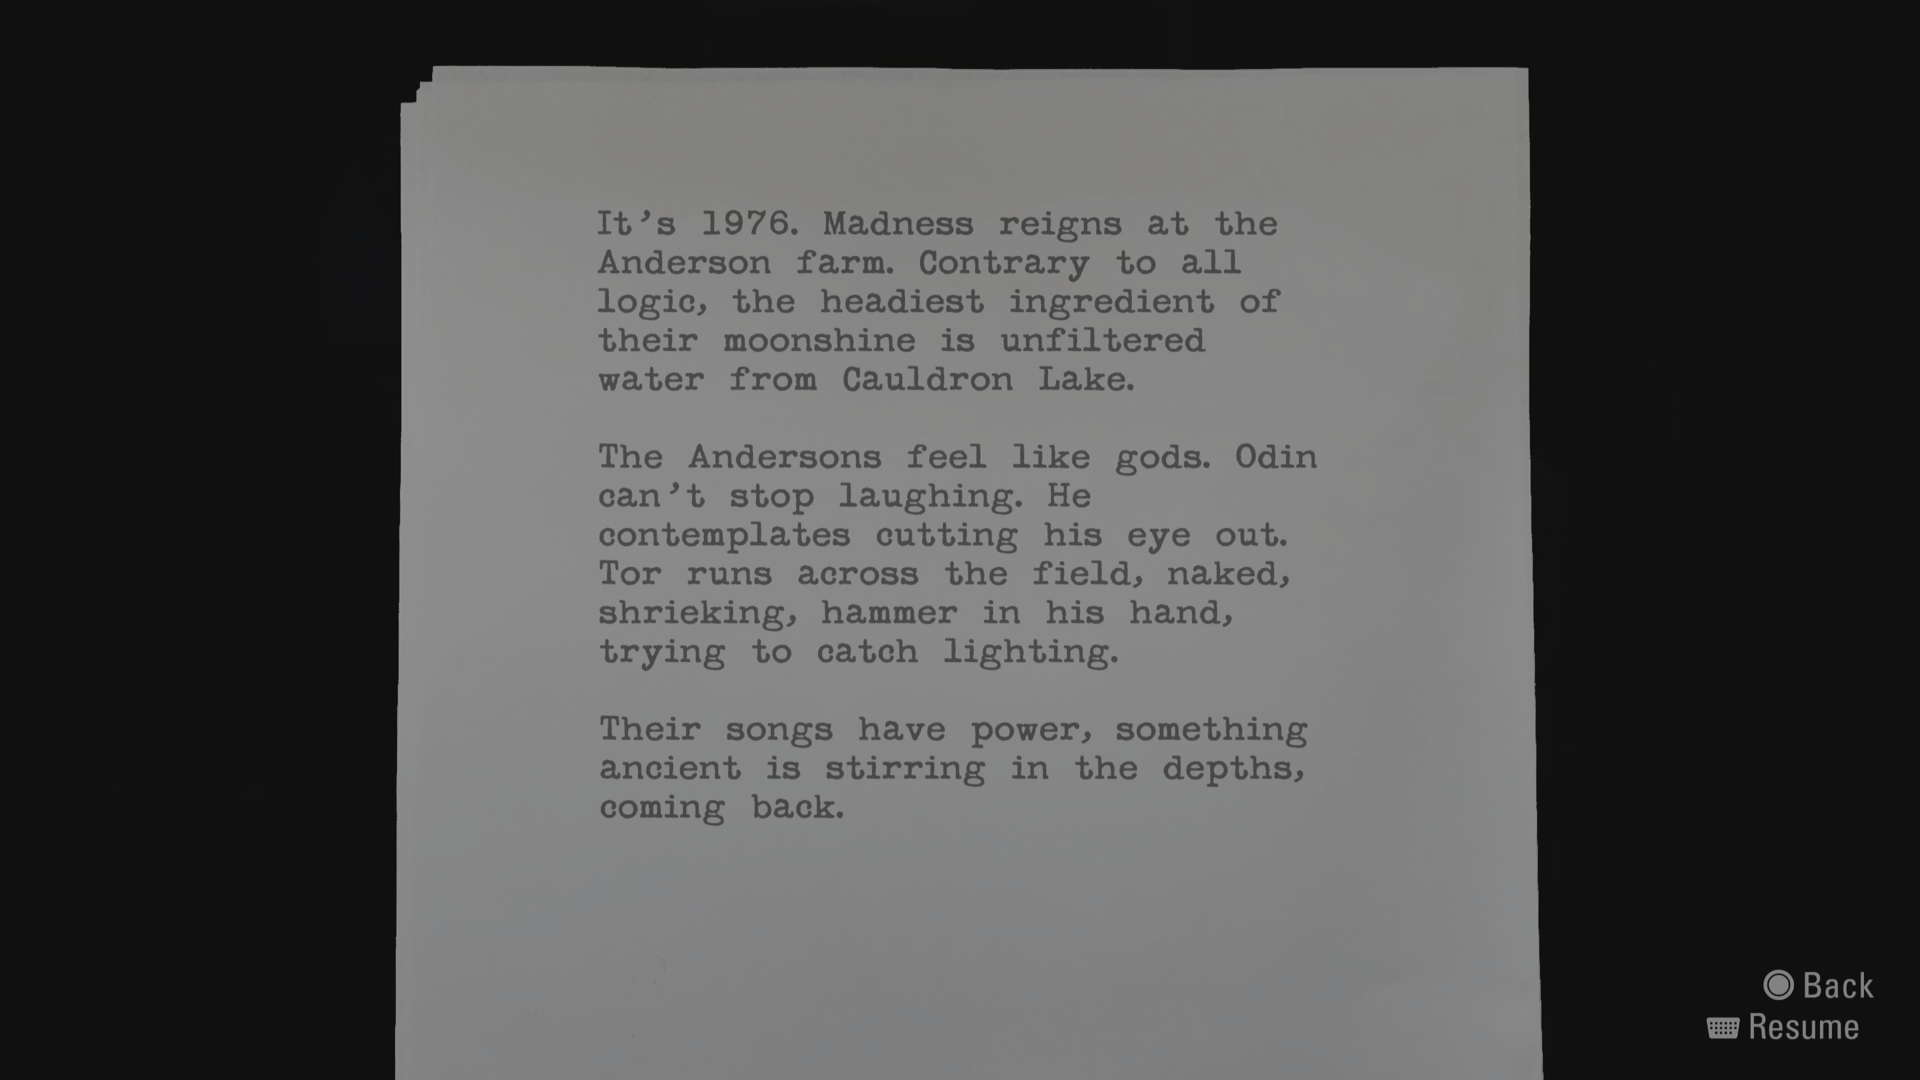 It’s 1976. Madness reigns at the
Anderson farm. Contrary to all
logic, the headiest ingredient of
their moonshine is unfiltered
water from Cauldron Lake.
The Andersons feel like gods. Odin
can’t stop laughing. He
contemplates cutting his eye out.
Tor runs across the field, naked,
shrieking, hammer in his hand,
trying to catch lighting.
Their songs have power, something
ancient is stirring in the depths,
coming back.
Back
Resume